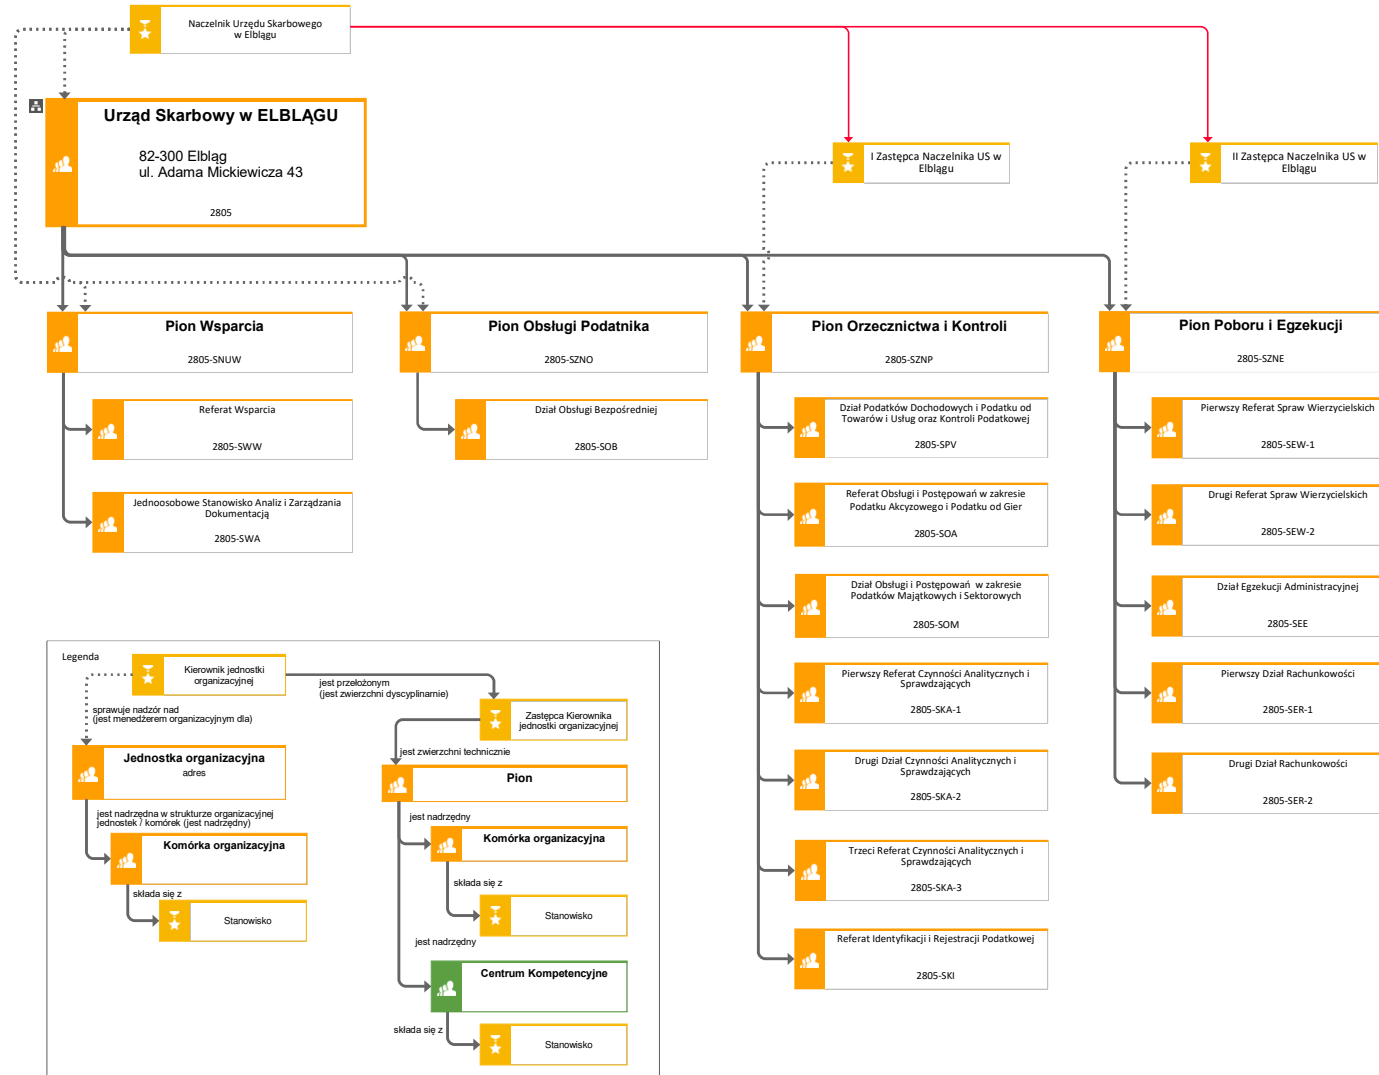 Naczelnik Urzędu Skarbowego
w Elblągu
Urząd Skarbowy w ELBLĄGU
82-300 Elbląg
ul. Adama Mickiewicza 43
2805
I Zastępca Naczelnika US w
Elblągu
II Zastępca Naczelnika US w
Elblągu
Pion Wsparcia
2805-SNUW
Referat Wsparcia
2805-SWW
Jednoosobowe Stanowisko Analiz i Zarządzania
Dokumentacją
2805-SWA
Pion Obsługi Podatnika
2805-SZNO
Dział Obsługi Bezpośredniej
2805-SOB
Pion Orzecznictwa i Kontroli
2805-SZNP
Dział Podatków Dochodowych i Podatku od
Towarów i Usług oraz Kontroli Podatkowej
2805-SPV
Referat Obsługi i Postępowań w zakresie
Podatku Akcyzowego i Podatku od Gier
2805-SOA
Dział Obsługi i Postępowań  w zakresie
Podatków Majątkowych i Sektorowych
2805-SOM
Pierwszy Referat Czynności Analitycznych i
Sprawdzających
2805-SKA-1
Drugi Dział Czynności Analitycznych i
Sprawdzających
2805-SKA-2
Trzeci Referat Czynności Analitycznych i
Sprawdzających
2805-SKA-3
Referat Identyfikacji i Rejestracji Podatkowej
2805-SKI
Pion Poboru i Egzekucji
2805-SZNE
Pierwszy Referat Spraw Wierzycielskich
2805-SEW-1
Drugi Referat Spraw Wierzycielskich
2805-SEW-2
Dział Egzekucji Administracyjnej
2805-SEE
Pierwszy Dział Rachunkowości
2805-SER-1
Drugi Dział Rachunkowości
2805-SER-2
Legenda
Kierownik jednostki
organizacyjnej
jest przełożonym
(jest zwierzchni dyscyplinarnie)
sprawuje nadzór nad
(jest menedżerem organizacyjnym dla)
Zastępca Kierownika
jednostki organizacyjnej
Jednostka organizacyjna
adres
jest zwierzchni technicznie
Pion
jest nadrzędna w strukturze organizacyjnej
jednostek / komórek (jest nadrzędny)
Komórka organizacyjna
składa się z
Stanowisko
jest nadrzędny
Komórka organizacyjna
składa się z
Stanowisko
jest nadrzędny
Centrum Kompetencyjne
składa się z
Stanowisko